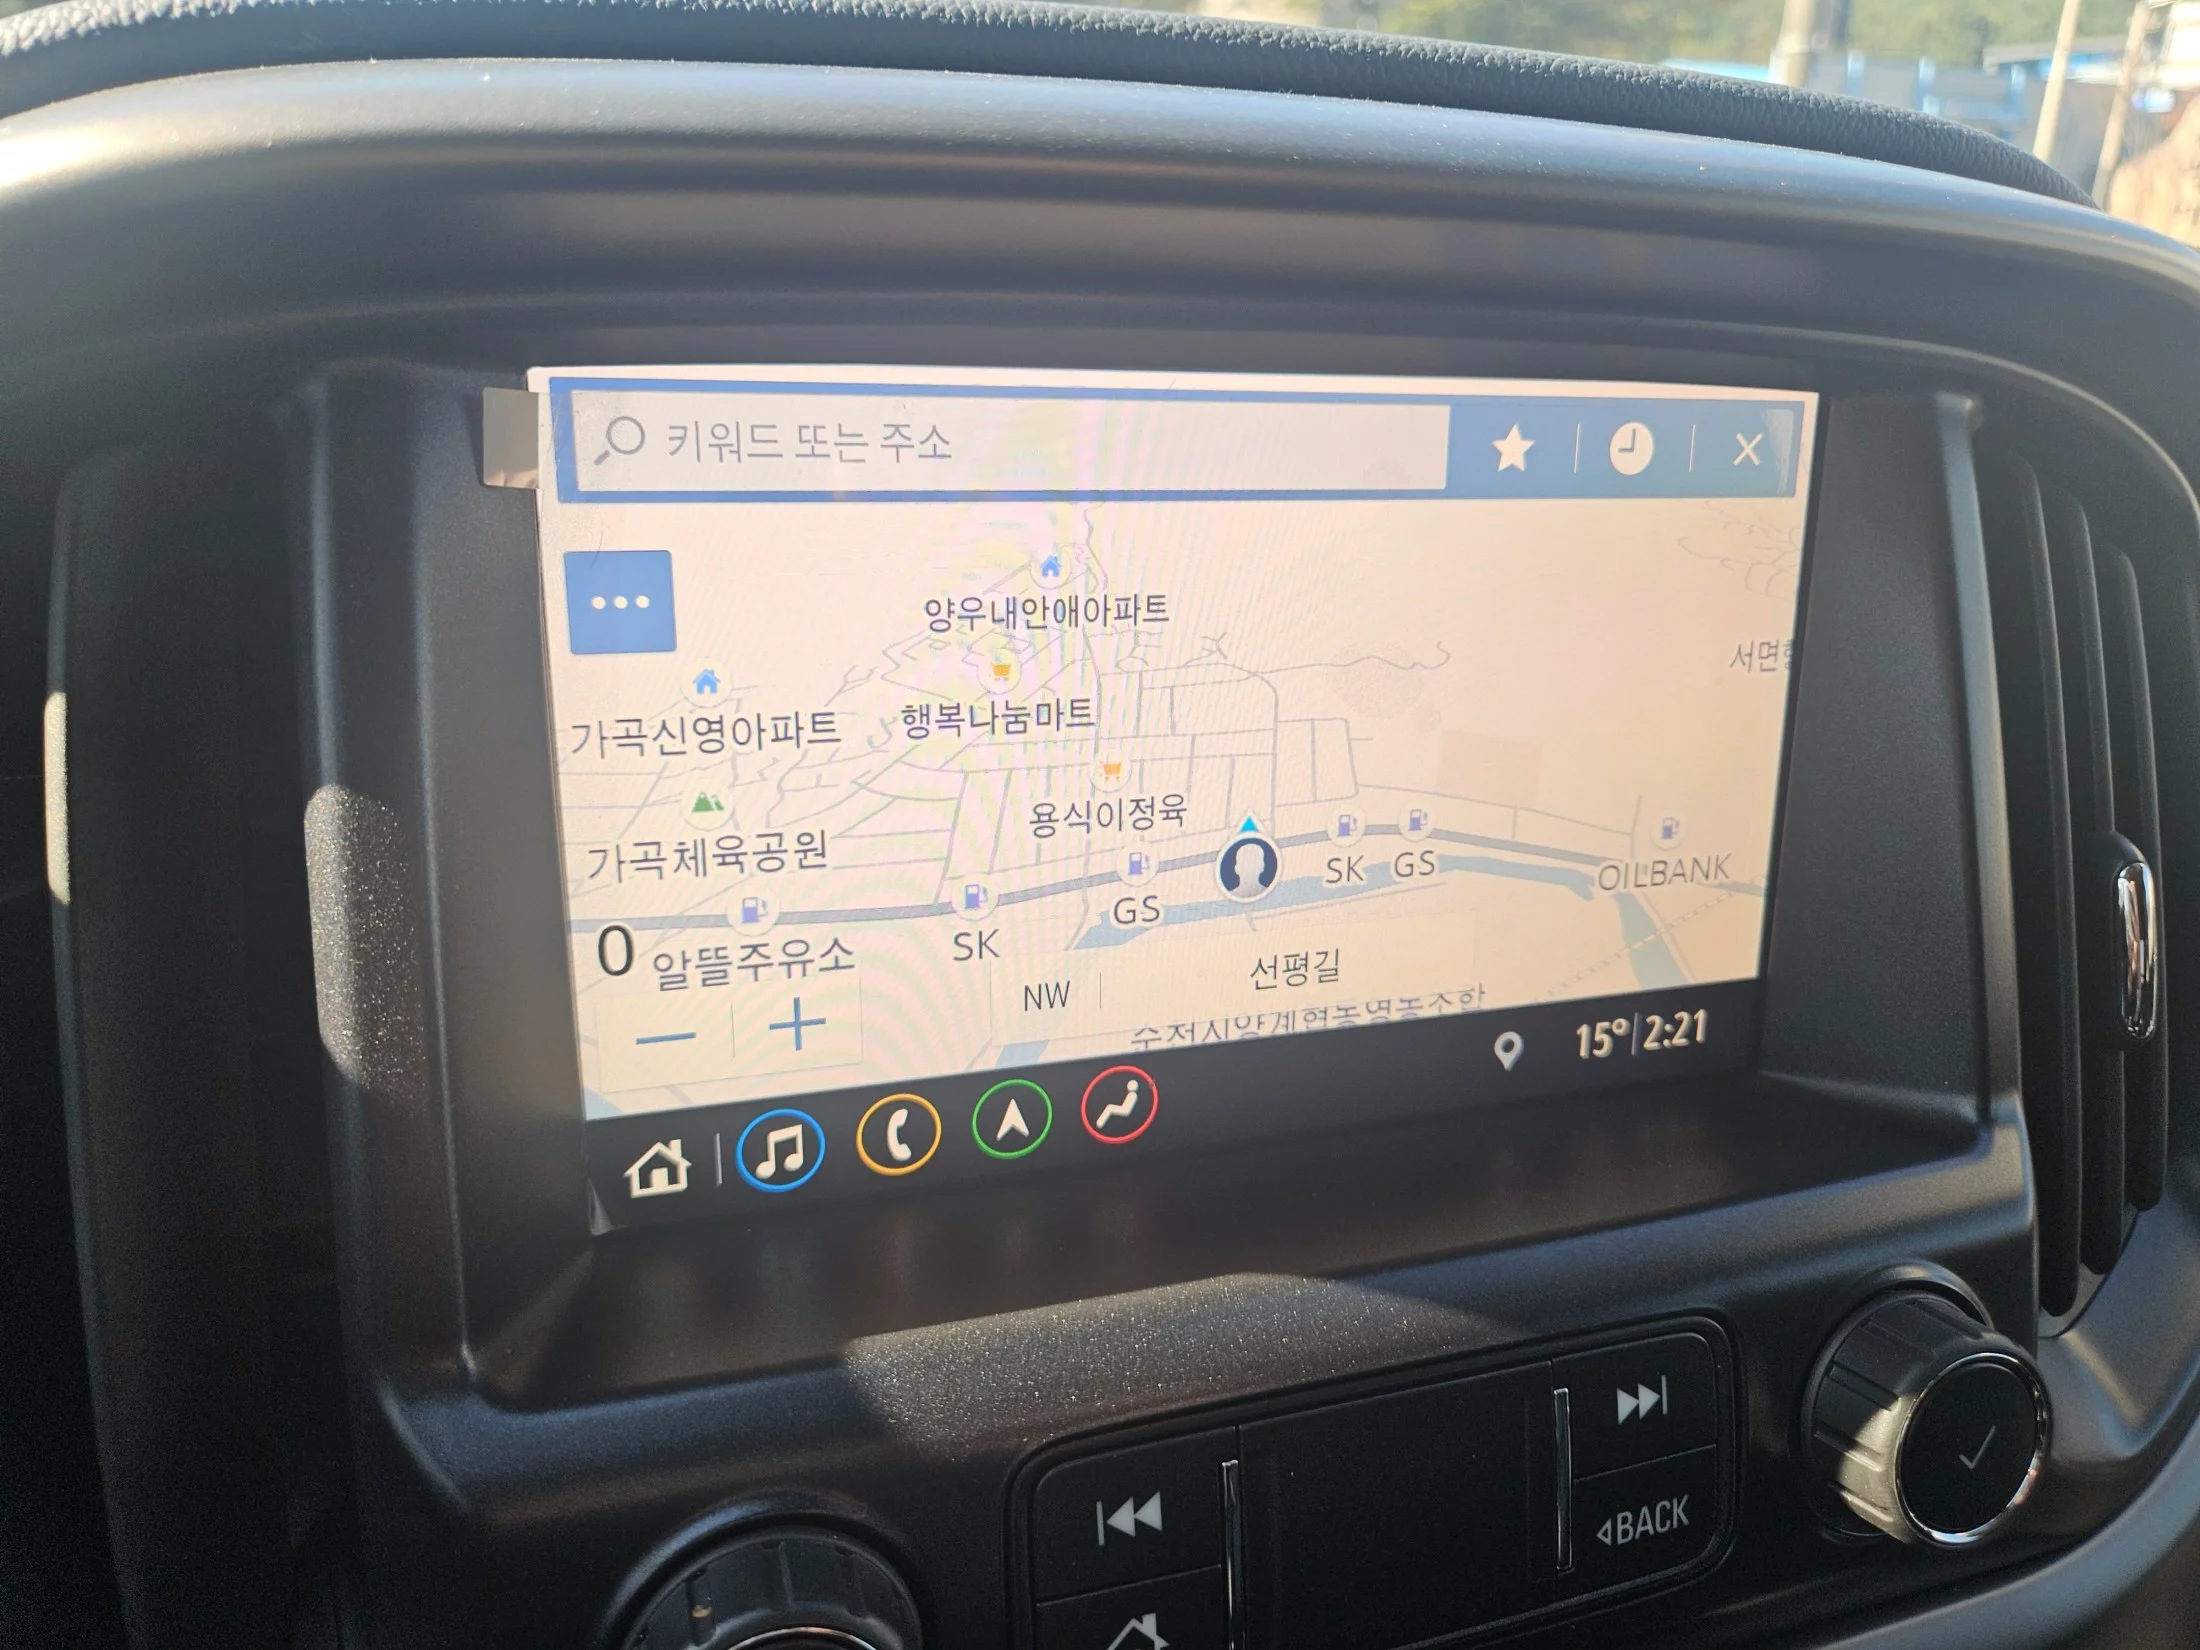 키워드 또는 주소
양우내안애아파트
서면
가곡신영아파트
행복나눔마트
용식이정육
가곡체육공원
SK
GS
OILBANK
GS
SK
0
알뜰주유소
NW
선평길
15° 2:21
BACK